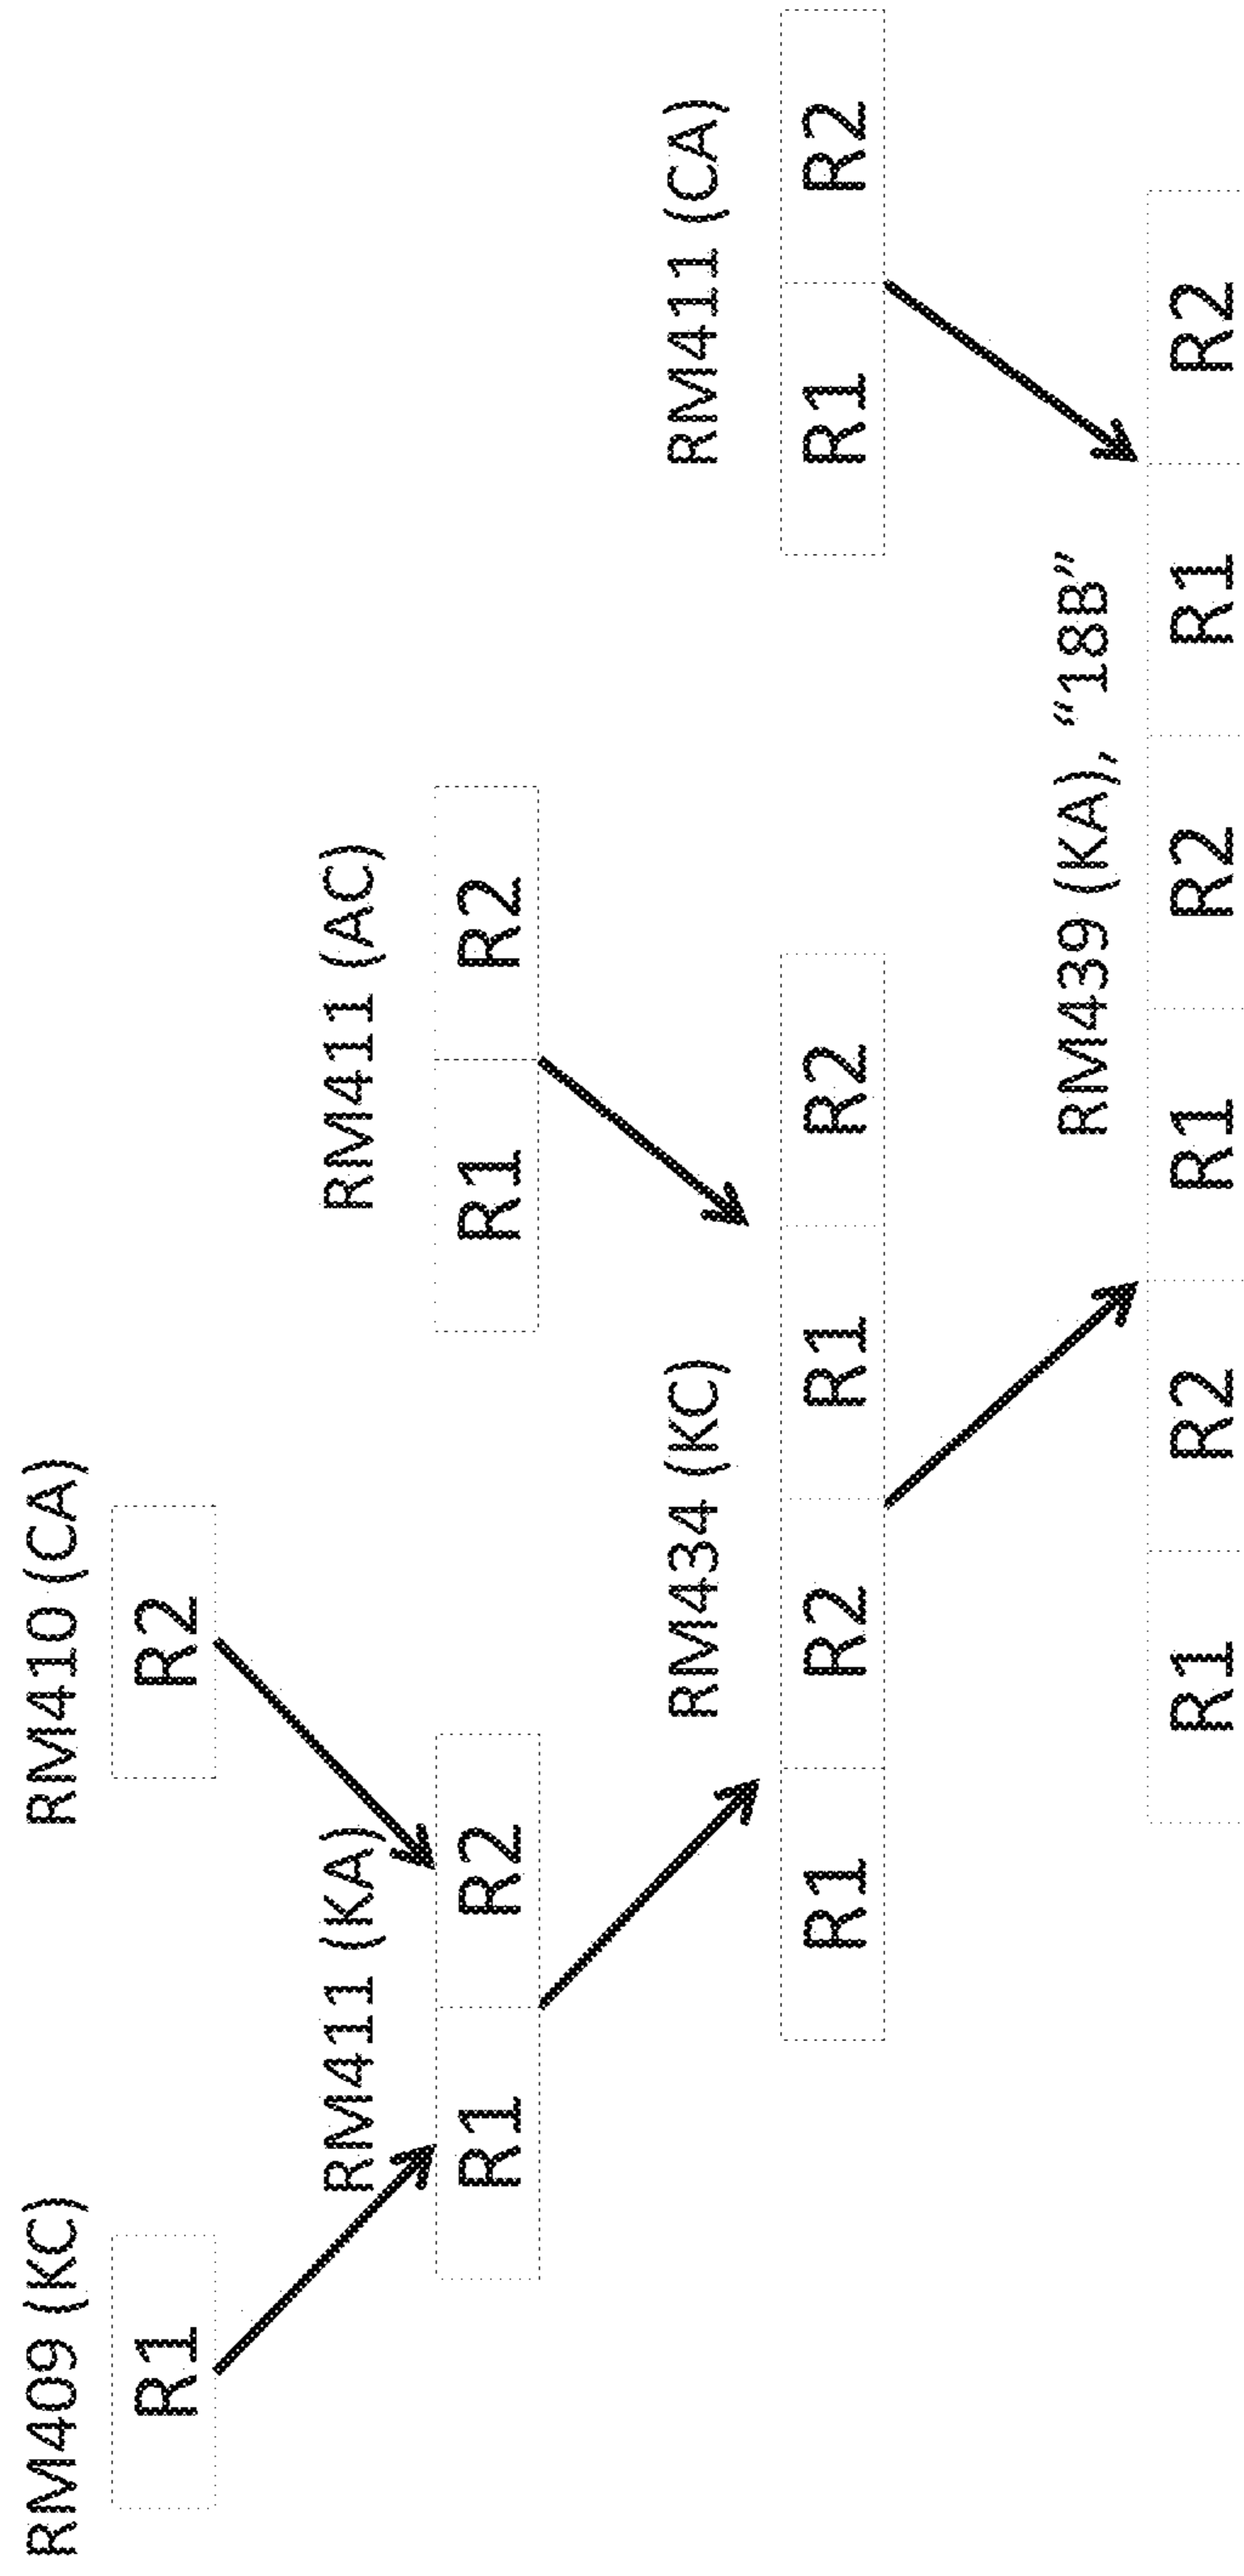 RM409 (KC)
RM410 (CA)
R1
R2
RM411 (KA)
RM411 (AC)
R1 R2
R1 R2
RM434 (KC)
RM411 (CA)
R1 R2 R1 R2
R1 R2
RM439 (KA), “18B”
R1 R2 R1 R2 R1 R2